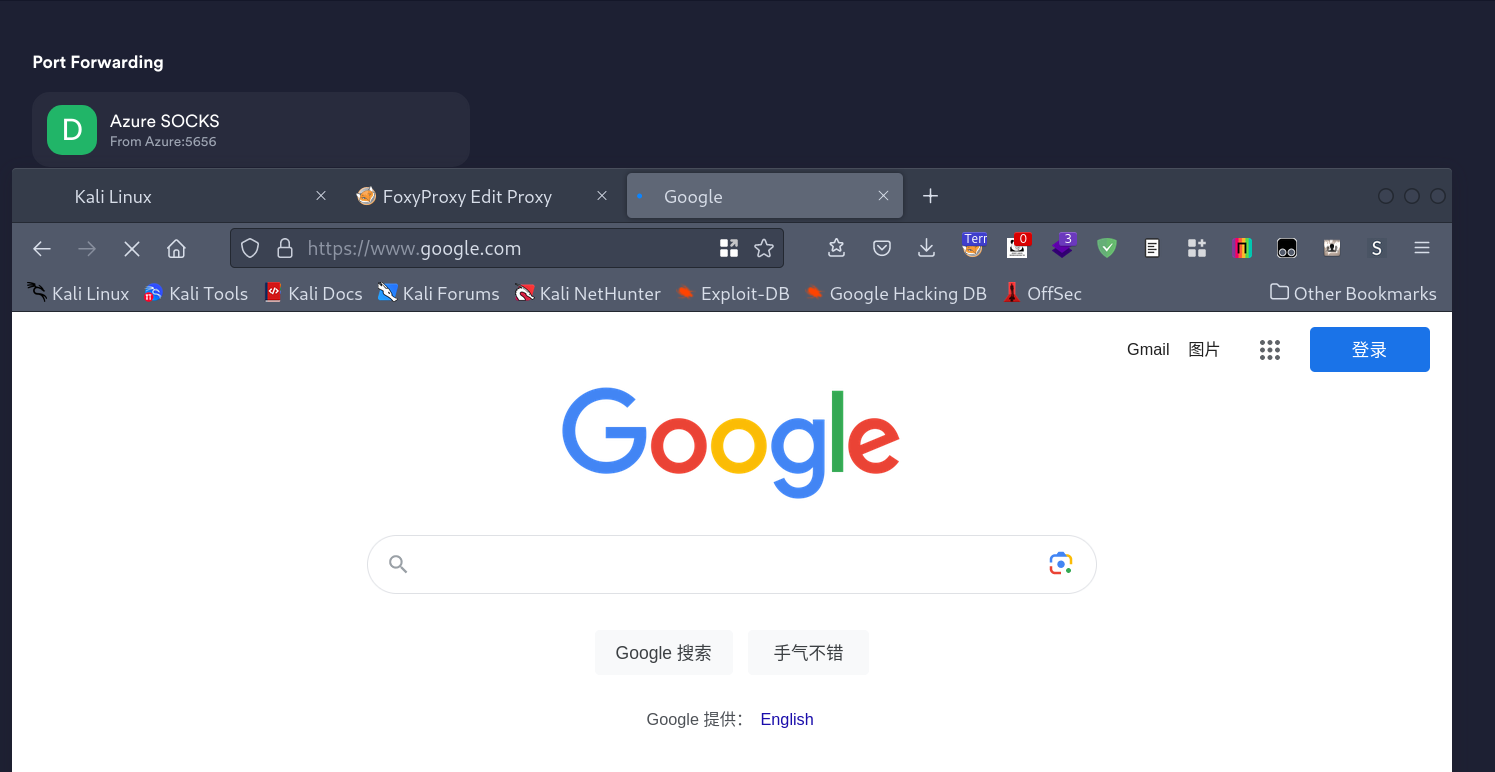 Port Forwarding
D
Azure SOCKS
From Azure:5656
Kali Linux
FoxyProxy Edit Proxy
Google
https://www.google.com
Terr
0
3
S
Kali Linux
Kali Tools
Kali Docs
Kali Forums
Kali NetHunter
Exploit-DB
Google Hacking DB
OffSec
Other Bookmarks
Gmail
图片
登录
Google
Google 搜索
手气不错
Google 提供： English